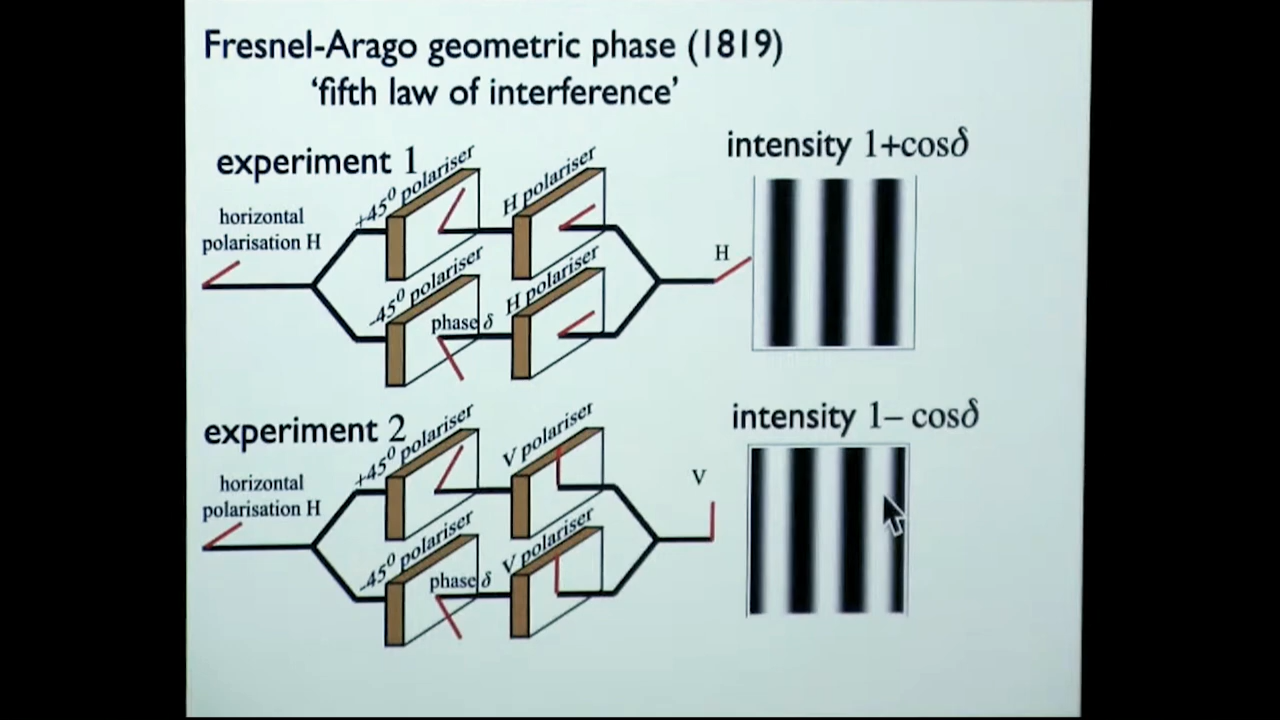 Fresnel-Arago geometric phase (1819)
‘fifth law of interference’
experiment 1
horizontal
polarisation H
+45⁰ polariser
H polariser
-45⁰ polariser
phase δ
H polariser
H
intensity 1+cosδ
experiment 2
horizontal
polarisation H
+45⁰ polariser
V polariser
-45⁰ polariser
phase δ
V polariser
V
intensity 1– cosδ